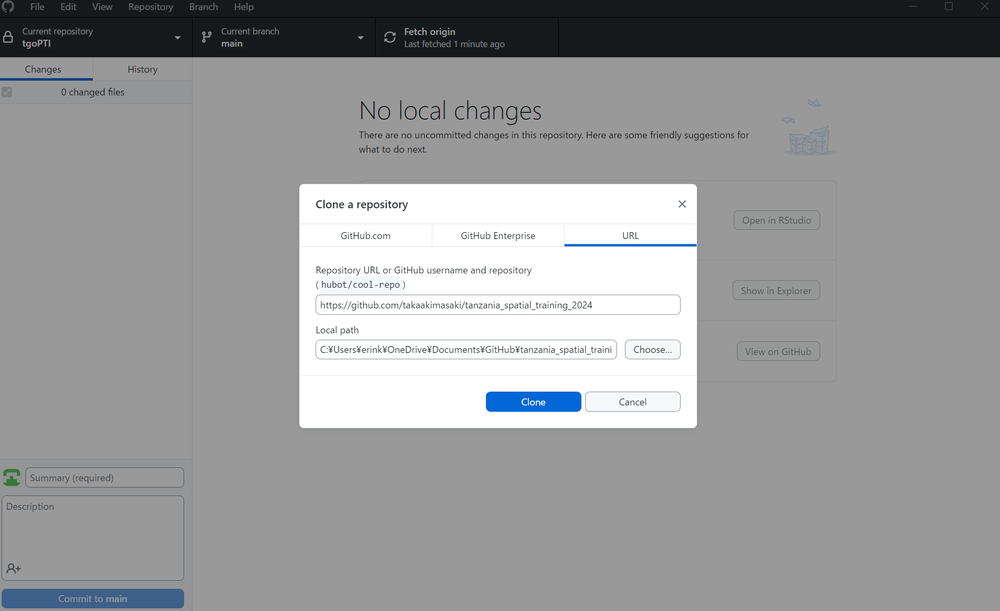 File Edit View Repository Branch Help
Current repository
tgoPTI
Current branch
main
Fetch origin
Last fetched 1 minute ago
Changes
History
0 changed files
No local changes
There are no uncommitted changes in this repository. Here are some friendly suggestions for
what to do next.
Open in RStudio
Show in Explorer
View on GitHub
Clone a repository
GitHub.com
GitHub Enterprise
URL
Repository URL or GitHub username and repository
(hubot/cool-repo)
https://github.com/takaakimasaki/tanzania_spatial_training_2024
Local path
C:¥Users¥erink¥OneDrive¥Documents¥GitHub¥tanzania_spatial_traini
Choose...
Clone
Cancel
Summary (required)
Description
Commit to main